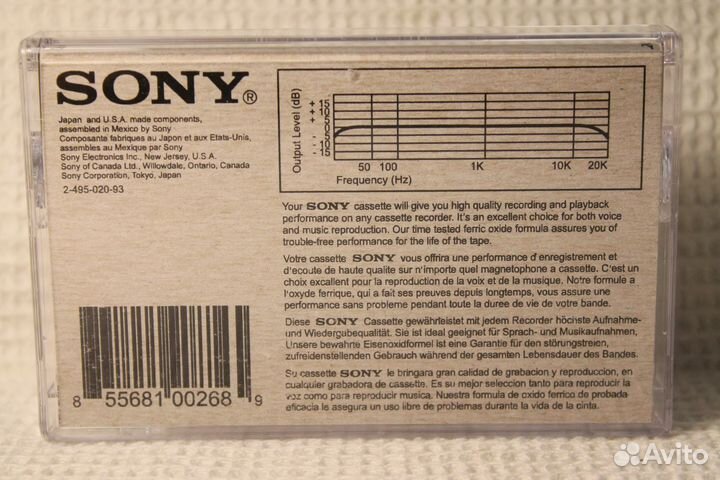 SONY®
Japan and U.S.A. made components,
assembled in Mexico by Sony
Composante fabriques au Japon et aux Etats-Unis,
assembles au Mexique par Sony
Sony Electronics Inc., New Jersey, U.S.A.
Sony of Canada Ltd., Willowdale, Ontario, Canada
Sony Corporation, Tokyo, Japan
2-495-020-93
Output Level (dB)
+ 15
+ 10
+ 5
0
- 5
- 10
- 15
50 100 1K 10K 20K
Frequency (Hz)
Your SONY cassette will give you high quality recording and playback
performance on any cassette recorder. It's an excellent choice for both voice
and music reproduction. Our time tested ferric oxide formula assures you of
trouble-free performance for the life of the tape.
Votre cassette SONY vous offrira une performance d'enregistrement et
d'ecoute de haute qualite sur n'importe quel magnetophone a cassette. C'est un
choix excellent pour la reproduction de la voix et de la musique. Notre formule a
l'oxyde ferrique, qui a fait ses preuves depuis longtemps, vous assure une
performance sans probleme pendant toute la duree de vie de votre bande.
Diese SONY Cassette gewährleistet mit jedem Recorder höchste Aufnahme-
und Wiedergabequalität. Sie ist ideal geeignet für Sprach- und Musikaufnahmen,
Unsere bewahrte Eisenoxidformel ist eine Garantie für den störungstreien,
zufreidenstellenden Gebrauch während der gesamten Lebensdauer des Bandes.
Su cassette SONY le bringara gran calidad de grabacion y reproduccion, en
cualquier grabadora de cassette. Es su mejor seleccion tanto para reproducir la
voz como para reproducir musica. Nuestra formula de oxido ferrico de probada
eficacia le asegura un uso libre de problemas durante la vida de la cinta.
8 55681 00268 9
Avito